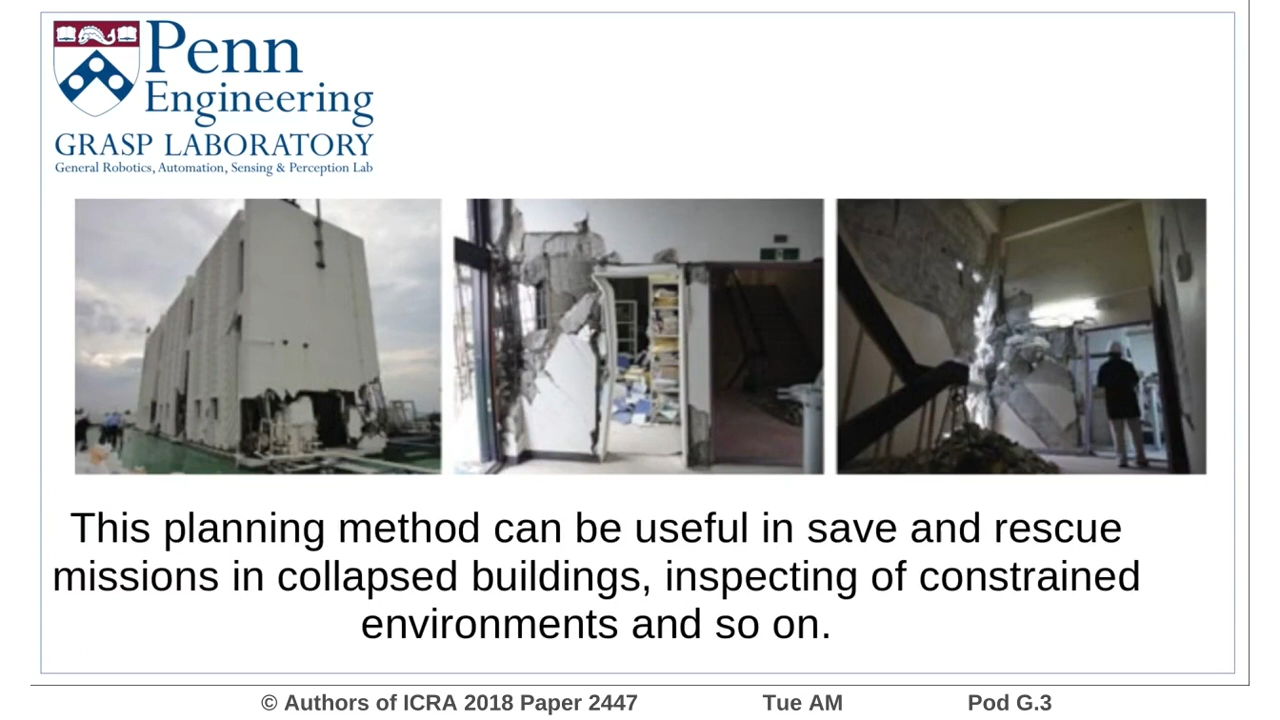 Penn
Engineering
GRASP LABORATORY
General Robotics, Automation, Sensing & Perception Lab
This planning method can be useful in save and rescue
missions in collapsed buildings, inspecting of constrained
environments and so on.
© Authors of ICRA 2018 Paper 2447 Tue AM Pod G.3